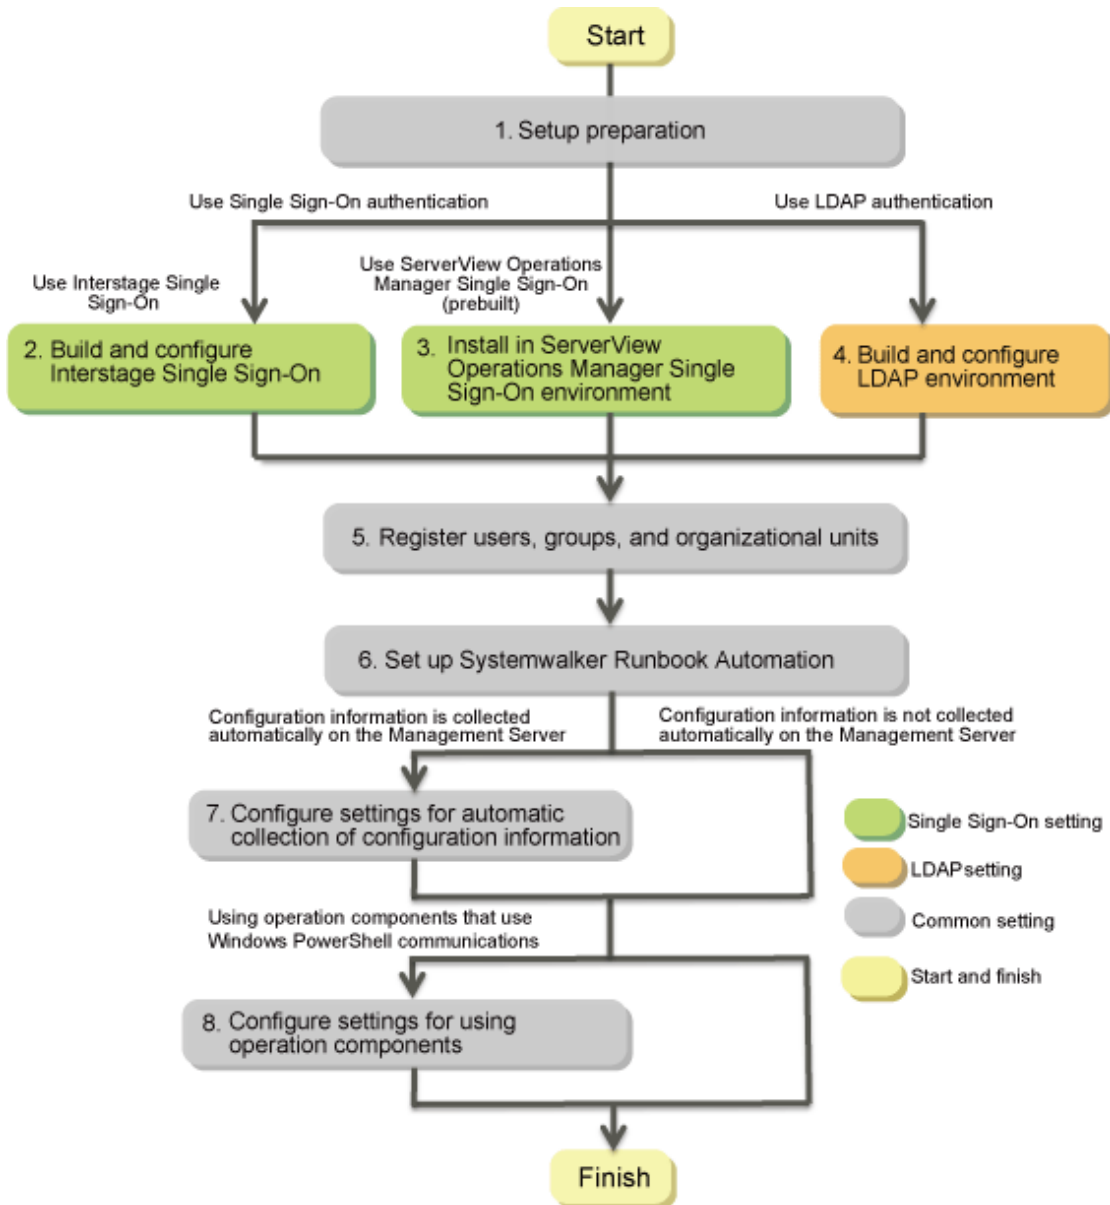 Start
1. Setup preparation
Use Single Sign-On authentication
Use LDAP authentication
Use Interstage Single
Sign-On
Use ServerView Operations
Manager Single Sign-On
(prebuilt)
2. Build and configure
Interstage Single Sign-On
3. Install in ServerView
Operations Manager Single
Sign-On environment
4. Build and configure
LDAP environment
5. Register users, groups, and organizational units
6. Set up Systemwalker Runbook Automation
Configuration information is collected
automatically on the Management Server
Configuration information is not collected
automatically on the Management Server
7. Configure settings for automatic
collection of configuration information
Single Sign-On setting
LDAP setting
Common setting
Start and finish
Using operation components that use
Windows PowerShell communications
8. Configure settings for using
operation components
Finish